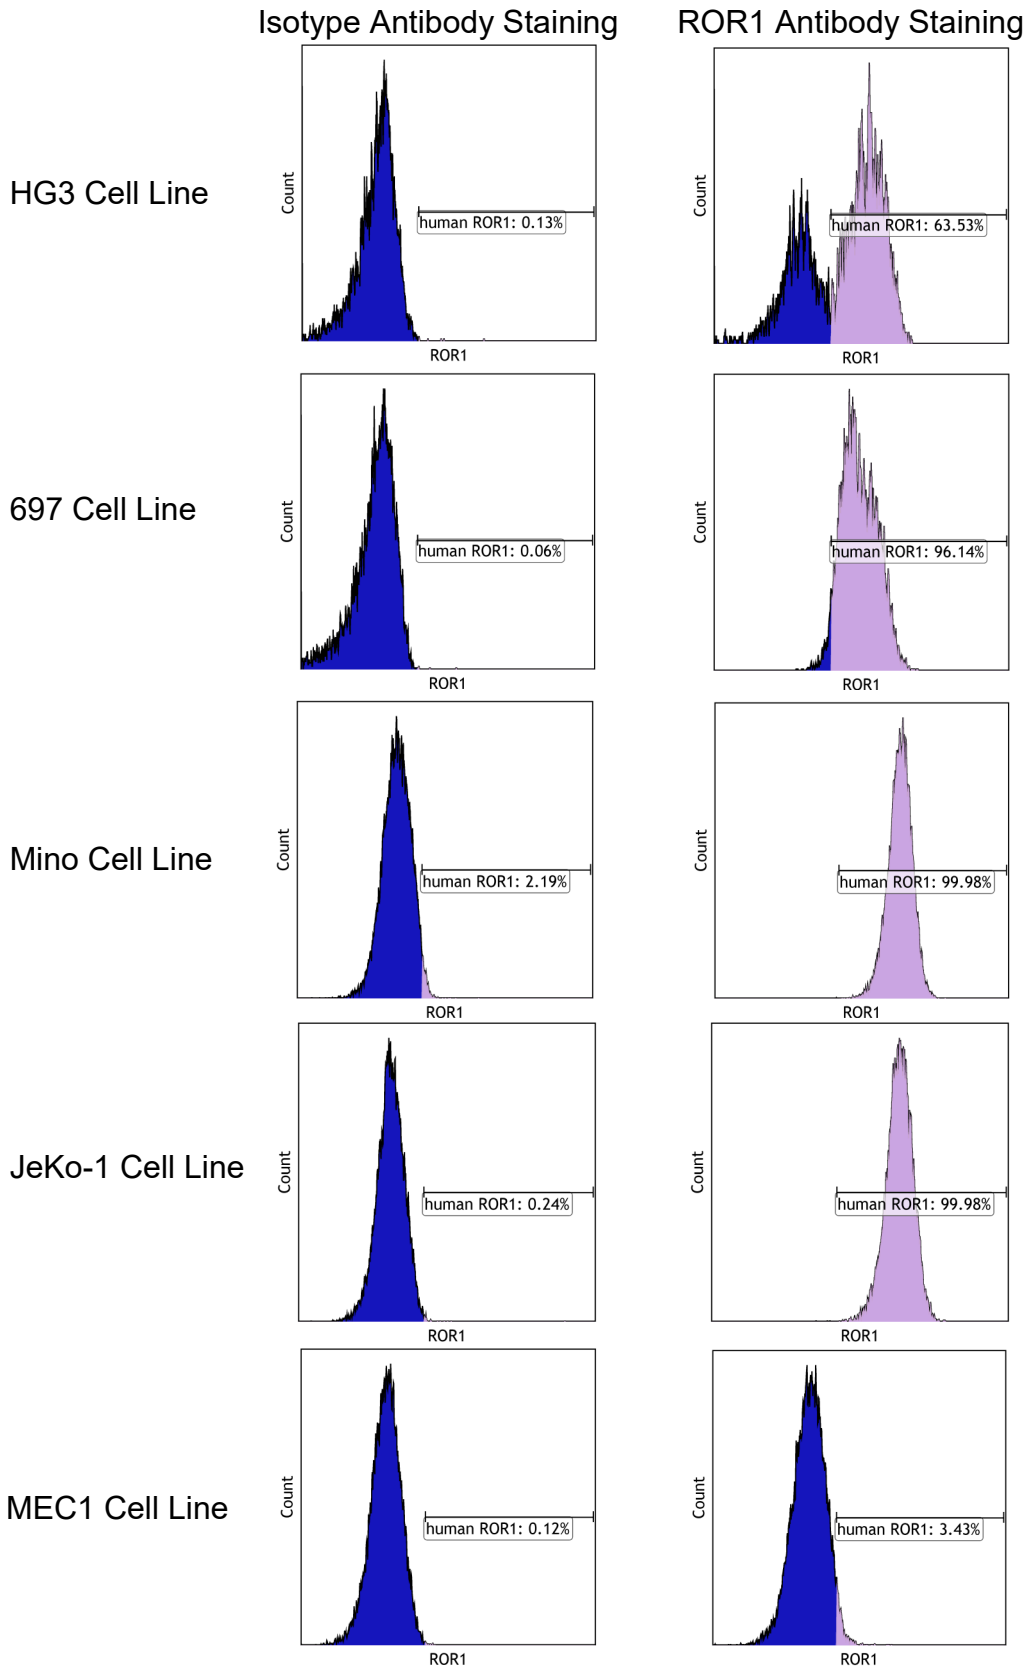 Isotype Antibody Staining
ROR1 Antibody Staining
HG3 Cell Line
Count
human ROR1: 0.13%
ROR1
Count
human ROR1: 63.53%
ROR1
697 Cell Line
Count
human ROR1: 0.06%
ROR1
Count
human ROR1: 96.14%
ROR1
Mino Cell Line
Count
human ROR1: 2.19%
ROR1
Count
human ROR1: 99.98%
ROR1
JeKo-1 Cell Line
Count
human ROR1: 0.24%
ROR1
Count
human ROR1: 99.98%
ROR1
MEC1 Cell Line
Count
human ROR1: 0.12%
ROR1
Count
human ROR1: 3.43%
ROR1